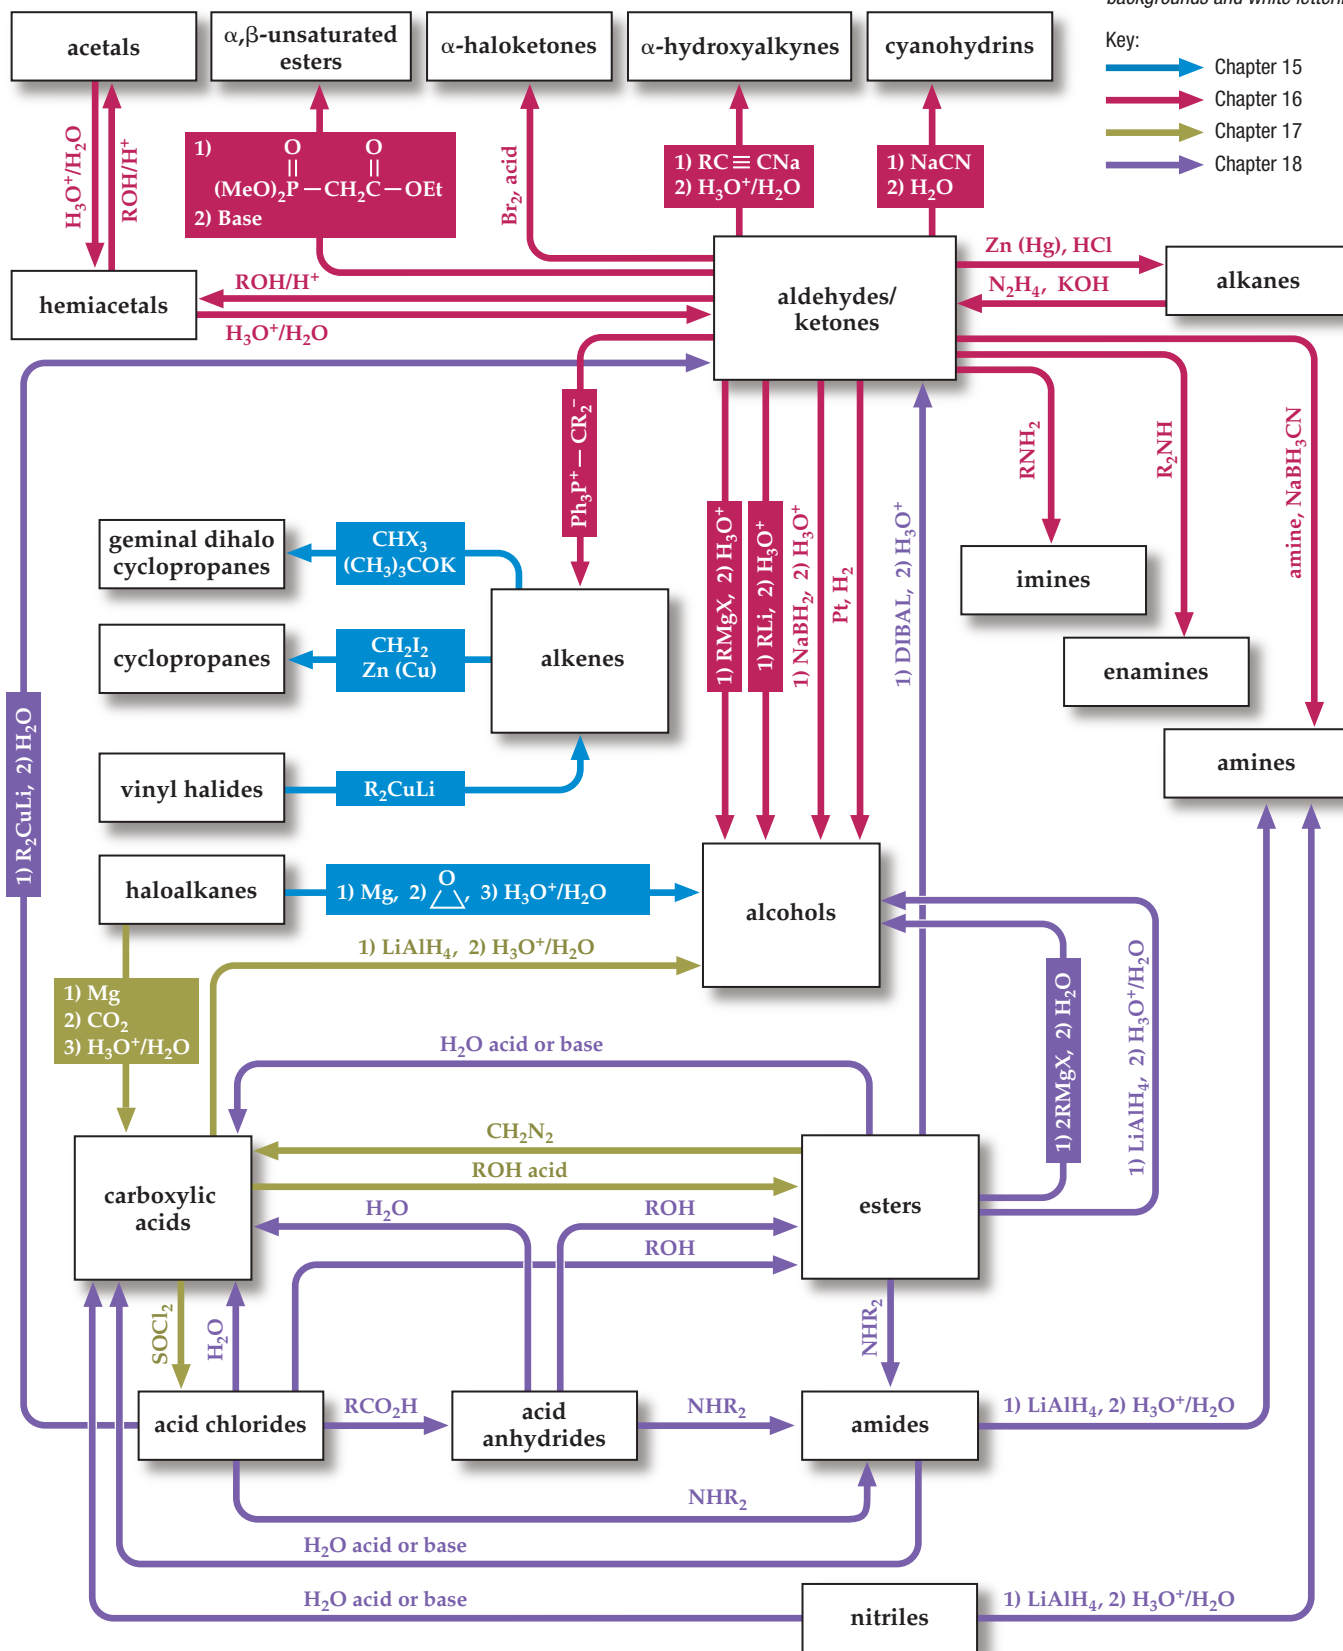 backgrounds and white lettering
Key:
Chapter 15
Chapter 16
Chapter 17
Chapter 18
acetals
α,β-unsaturated
esters
α-haloketones
α-hydroxyalkynes
cyanohydrins
H₃O⁺/H₂O
ROH/H⁺
1)
O O
(MeO)₂P—CH₂C—OEt
2) Base
Br₂, acid
1) RC≡CNa
2) H₃O⁺/H₂O
1) NaCN
2) H₂O
hemiacetals
ROH/H⁺
H₃O⁺/H₂O
aldehydes/
ketones
Zn (Hg), HCl
N₂H₄, KOH
alkanes
Ph₃P⁺—CR₂⁻
1) RMgX, 2) H₃O⁺
1) RLi, 2) H₃O⁺
1) NaBH₂, 2) H₃O⁺
Pt, H₂
1) DIBAL, 2) H₃O⁺
RNH₂
R₂NH
amine, NaBH₃CN
geminal dihalo
cyclopropanes
CHX₃
(CH₃)₃COK
imines
cyclopropanes
CH₂I₂
Zn (Cu)
alkenes
enamines
1) R₂CuLi, 2) H₂O
vinyl halides
R₂CuLi
amines
haloalkanes
1) Mg, 2) O, 3) H₃O⁺/H₂O
alcohols
1) LiAlH₄, 2) H₃O⁺/H₂O
1) Mg
2) CO₂
3) H₃O⁺/H₂O
1) 2RMgX, 2) H₂O
1) LiAlH₄, 2) H₃O⁺/H₂O
H₂O acid or base
carboxylic
acids
CH₂N₂
ROH acid
esters
H₂O
ROH
ROH
SOCl₂
H₂O
NHR₂
acid chlorides
RCO₂H
acid
anhydrides
NHR₂
amides
1) LiAlH₄, 2) H₃O⁺/H₂O
NHR₂
H₂O acid or base
H₂O acid or base
nitriles
1) LiAlH₄, 2) H₃O⁺/H₂O